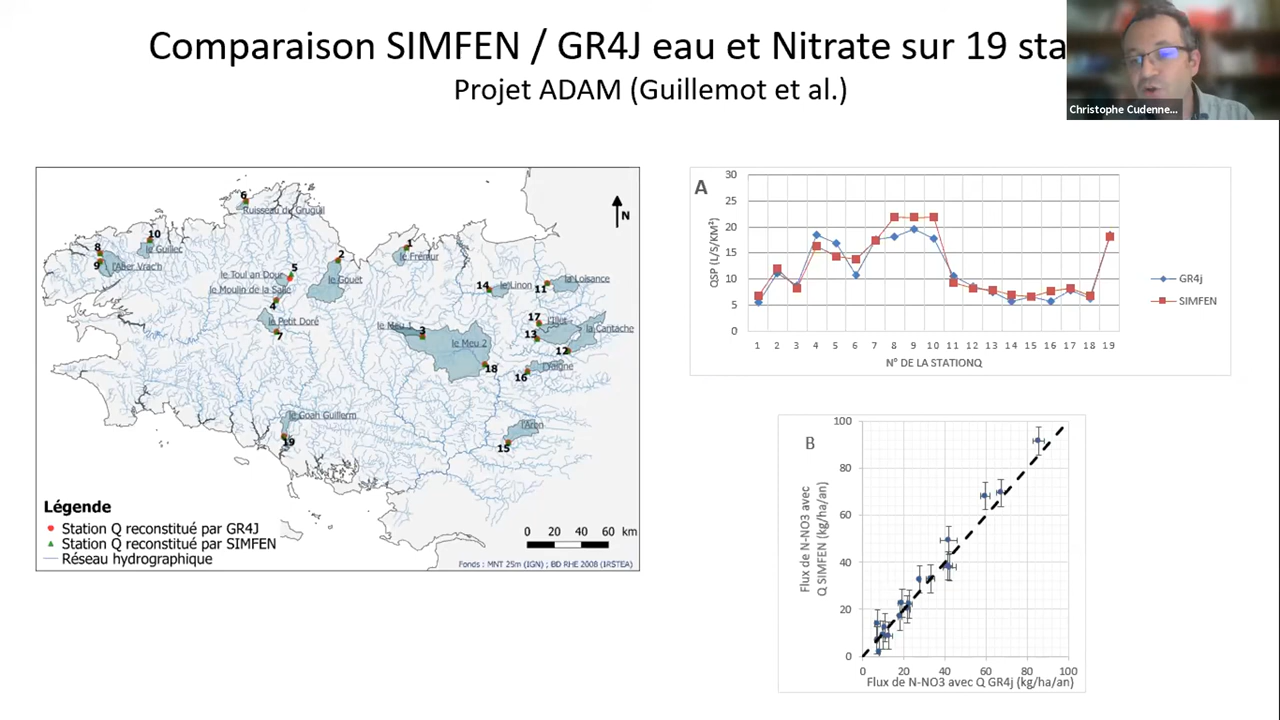 Comparaison SIMFEN / GR4J eau et Nitrate sur 19 sta
Projet ADAM (Guillemot et al.)
Christophe Cudenne...
6
Ruisseau du Gruguil
N
10
le Guillec
8
9
l'Aber Wrac'h
1
le Frémur
2
le Gouët
5
le Toul an Dour
le Moulin de la Salle
4
le Petit Doré
7
14
le Linon
11
la Loisance
17
l'Illet
la Cantache
13
12
le Meu 1
3
le Meu 2
18
16
l'Aron
15
le Goah Guillerm
19
Légende
Station Q reconstitué par GR4J
Station Q reconstitué par SIMFEN
Réseau hydrographique
0 20 40 60 km
Fonds : MNT 25m (IGN) ; BD RHE 2008 (IRSTEA)
A
QSP (L/S/KM²)
30
25
20
15
10
5
0
1 2 3 4 5 6 7 8 9 10 11 12 13 14 15 16 17 18 19
N° DE LA STATIONQ
GR4j
SIMFEN
B
Flux de N-NO3 avec
Q SIMFEN (kg/ha/an)
100
80
60
40
20
0
0 20 40 60 80 100
Flux de N-NO3 avec Q GR4j (kg/ha/an)